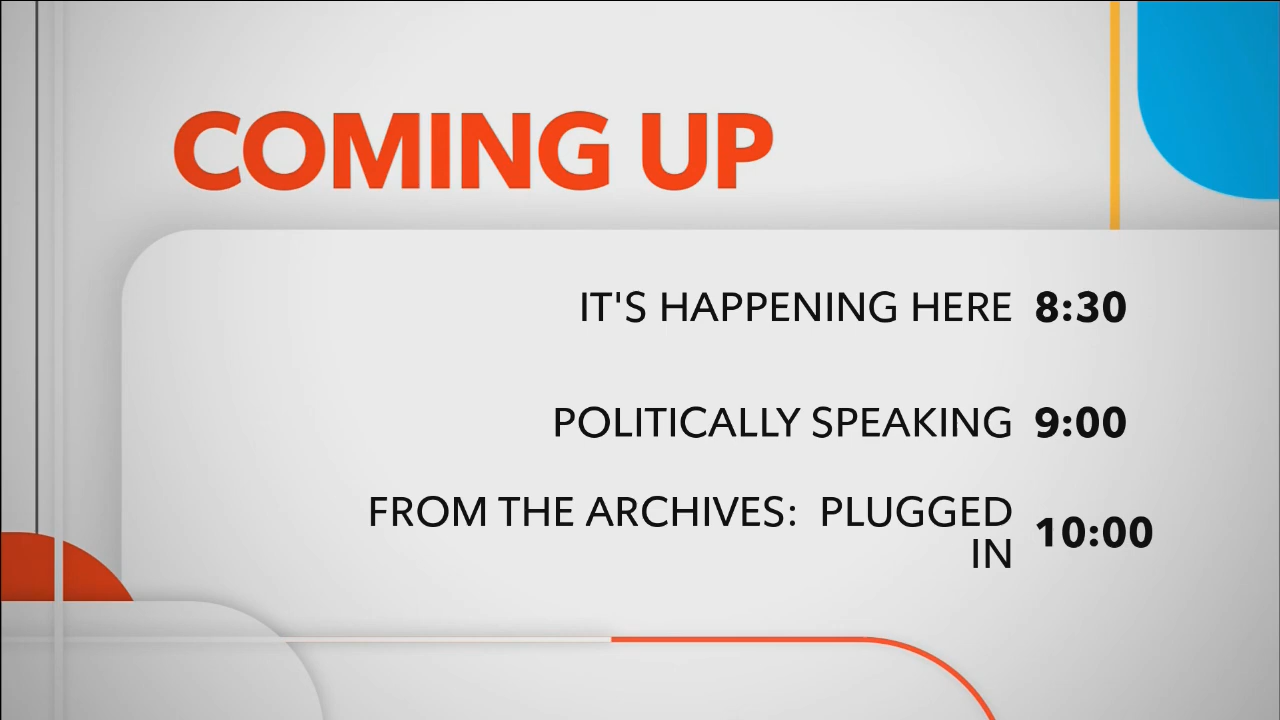 COMING UP
IT'S HAPPENING HERE 8:30
POLITICALLY SPEAKING 9:00
FROM THE ARCHIVES:  PLUGGED
IN 10:00